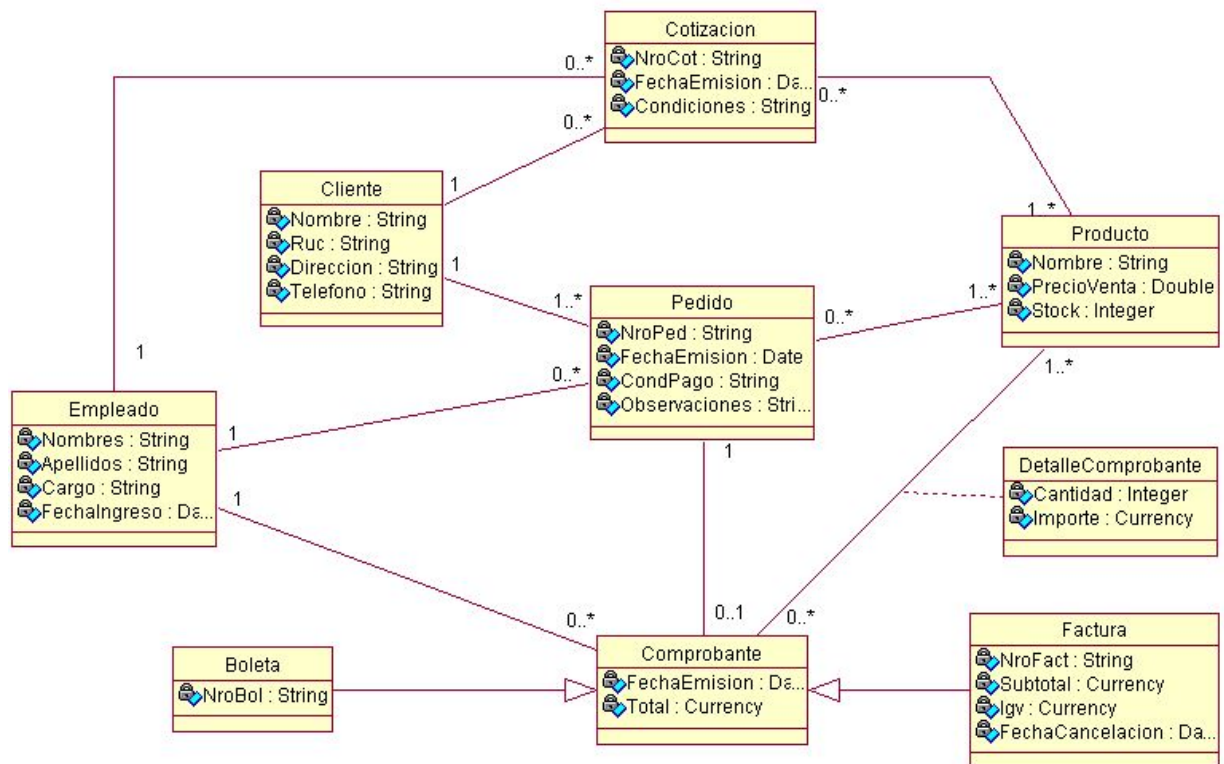 Cotizacion
NroCot : String
FechaEmision : Da...
Condiciones : String
0..*
0..*
0..*
Cliente
Nombre : String
Ruc : String
Direccion : String
Telefono : String
1
1
1..*
Producto
Nombre : String
PrecioVenta : Double
Stock : Integer
1..*
1..*
0..*
1..*
Pedido
NroPed : String
FechaEmision : Date
CondPago : String
Observaciones : Stri...
0..*
1
1
Empleado
Nombres : String
Apellidos : String
Cargo : String
FechaIngreso : Da...
1
1
DetalleComprobante
Cantidad : Integer
Importe : Currency
0..*
0..1
0..*
Boleta
NroBol : String
Comprobante
FechaEmision : Da...
Total : Currency
Factura
NroFact : String
Subtotal : Currency
Igv : Currency
FechaCancelacion : Da...